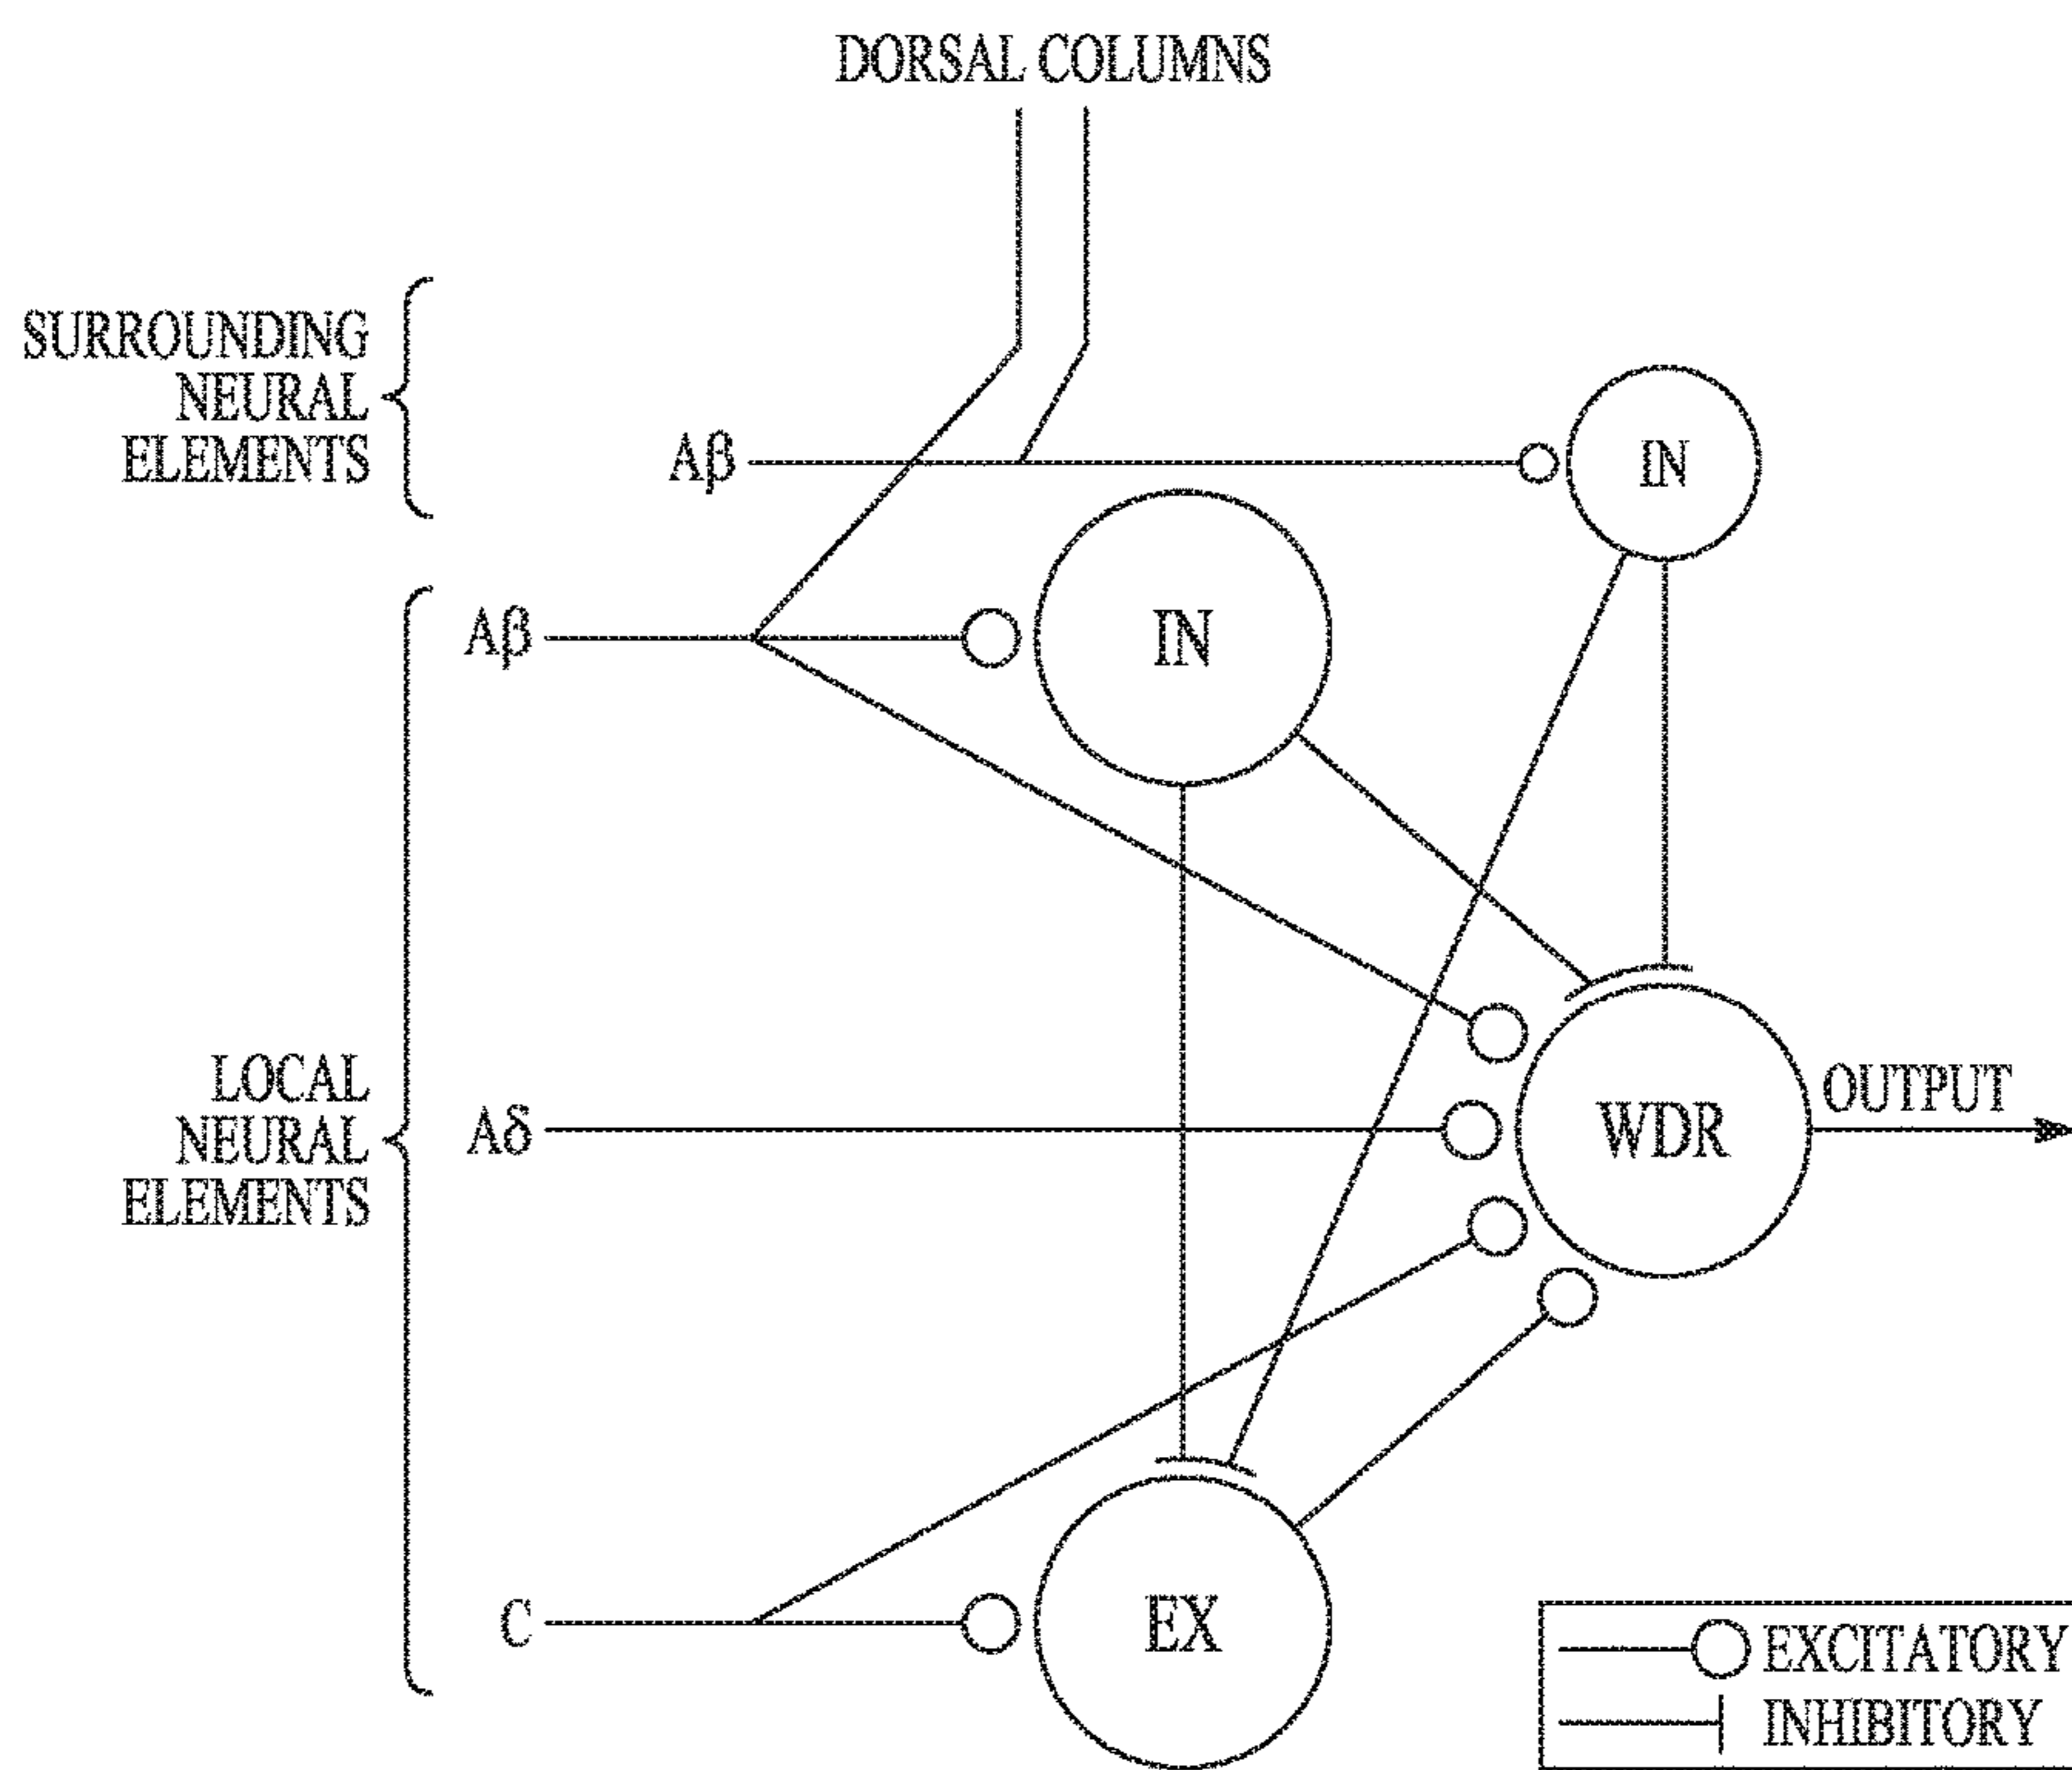 DORSAL COLUMNS
SURROUNDING
NEURAL
ELEMENTS
Aβ
IN
Aβ
IN
LOCAL
NEURAL
ELEMENTS
Aδ
WDR
OUTPUT
C
EX
EXCITATORY
INHIBITORY